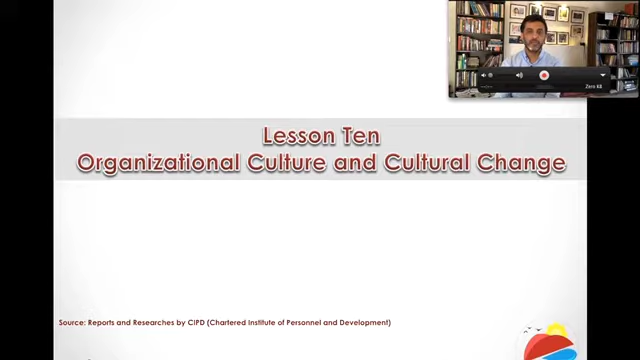 Lesson Ten
Organizational Culture and Cultural Change
Source: Reports and Researches by CIPD (Chartered Institute of Personnel and Development)